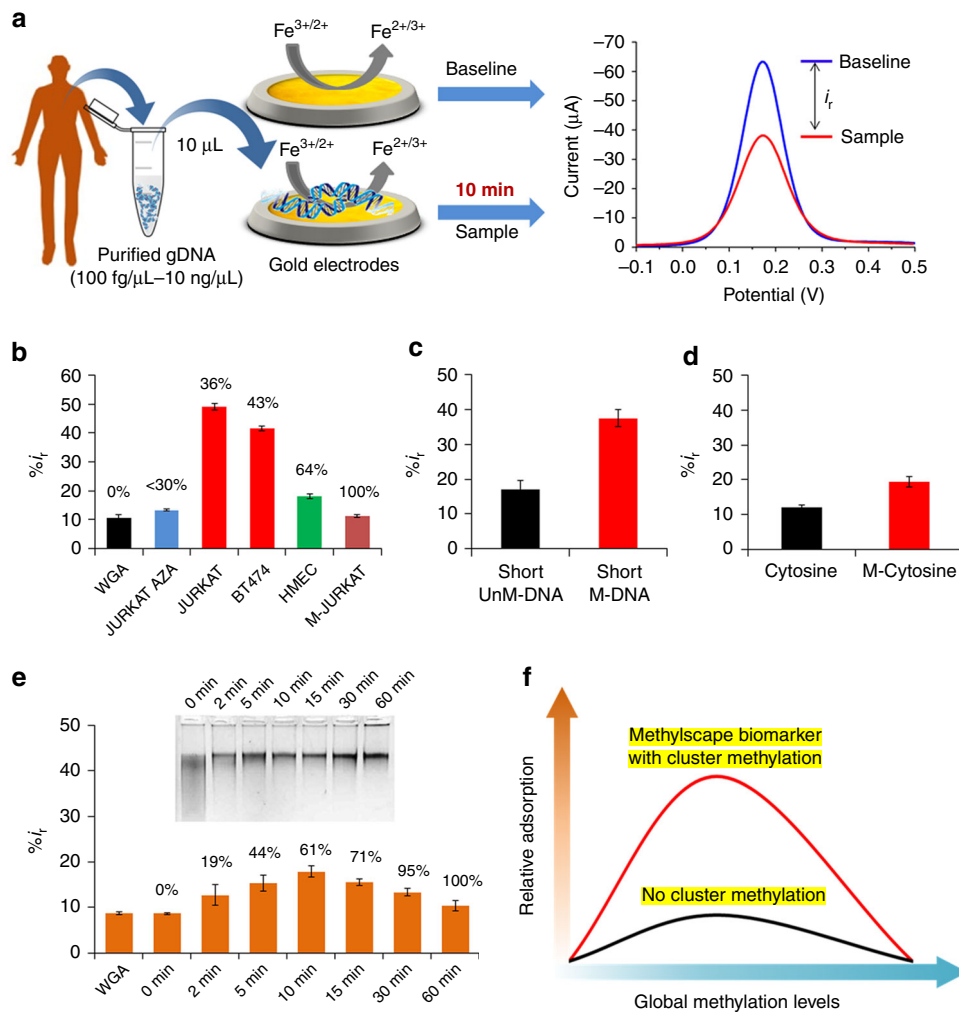 a
Fe3+/2+ Fe2+/3+
Baseline
10 μL
Fe3+/2+ Fe2+/3+
10 min
Sample
Purified gDNA
(100 fg/μL–10 ng/μL)
Gold electrodes
–70
–60
–50
–40
–30
–20
–10
0
Current (μA)
Baseline
ir
Sample
–0.1 0.0 0.1 0.2 0.3 0.4 0.5
Potential (V)
b
60
50
40
30
20
10
0
%ir
0% <30% 36% 43% 64% 100%
WGA JURKAT AZA JURKAT BT474 HMEC M-JURKAT
c
50
40
30
20
10
0
%ir
Short
UnM-DNA
Short
M-DNA
d
50
40
30
20
10
0
%ir
Cytosine M-Cytosine
e
0 min 2 min 5 min 10 min 15 min 30 min 60 min
50
40
30
20
10
0
%ir
0% 19% 44% 61% 71% 95% 100%
WGA 0 min 2 min 5 min 10 min 15 min 30 min 60 min
f
Relative adsorption
Methylscape biomarker
with cluster methylation
No cluster methylation
Global methylation levels